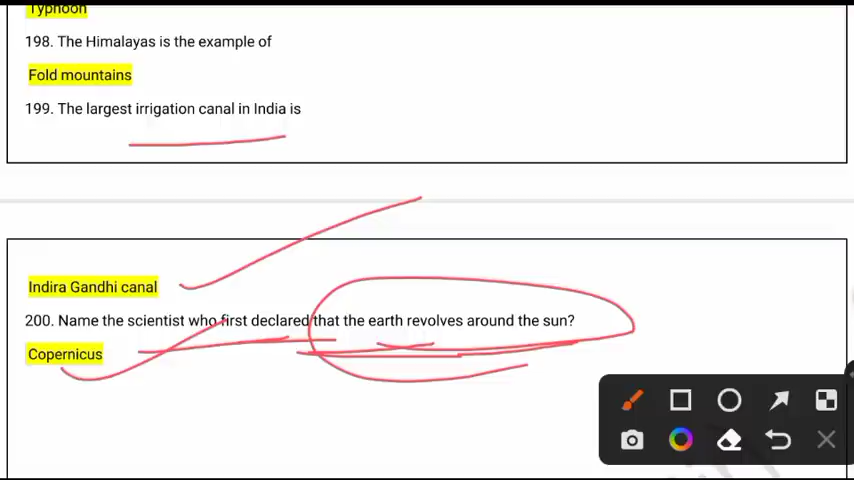 Typhoon
198. The Himalayas is the example of
Fold mountains
199. The largest irrigation canal in India is
Indira Gandhi canal
200. Name the scientist who first declared that the earth revolves around the sun?
Copernicus